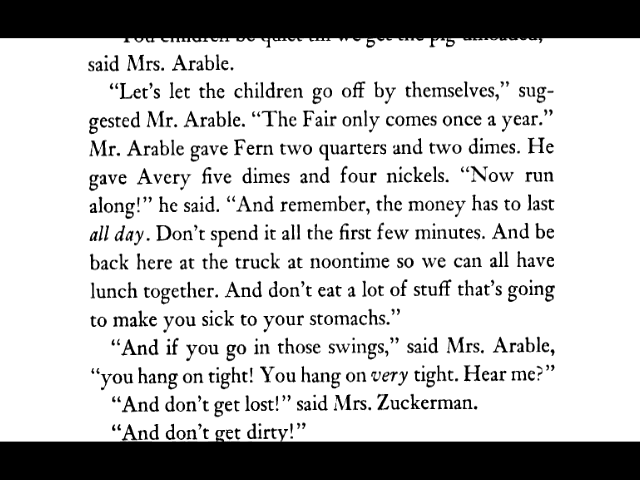 "You children be quiet till we get the pig unloaded,"
said Mrs. Arable.
"Let's let the children go off by themselves," sug-
gested Mr. Arable. "The Fair only comes once a year."
Mr. Arable gave Fern two quarters and two dimes. He
gave Avery five dimes and four nickels. "Now run
along!" he said. "And remember, the money has to last
all day. Don't spend it all the first few minutes. And be
back here at the truck at noontime so we can all have
lunch together. And don't eat a lot of stuff that's going
to make you sick to your stomachs."
"And if you go in those swings," said Mrs. Arable,
"you hang on tight! You hang on very tight. Hear me?"
"And don't get lost!" said Mrs. Zuckerman.
"And don't get dirty!"